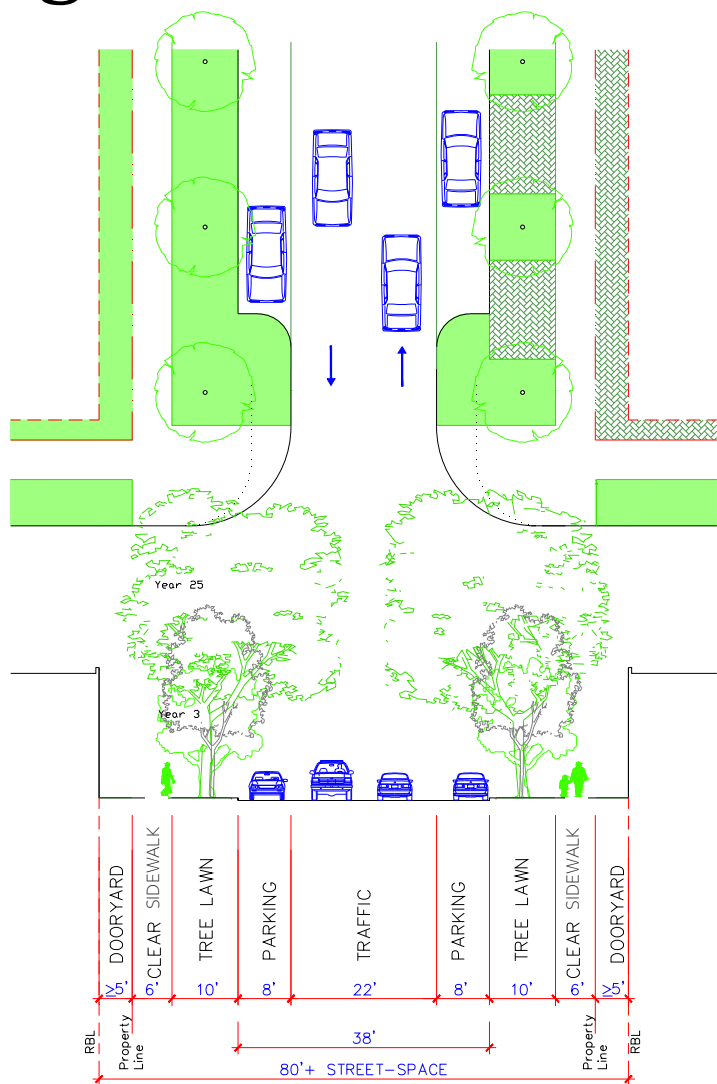 Year 25
Year 3
DOORYARD
CLEAR SIDEWALK
TREE LAWN
PARKING
TRAFFIC
PARKING
TREE LAWN
CLEAR SIDEWALK
DOORYARD
≥5' 6' 10' 8' 22' 8' 10' 6' ≥5'
RBL
Property
Line
38'
Property
Line
RBL
80'+ STREET-SPACE